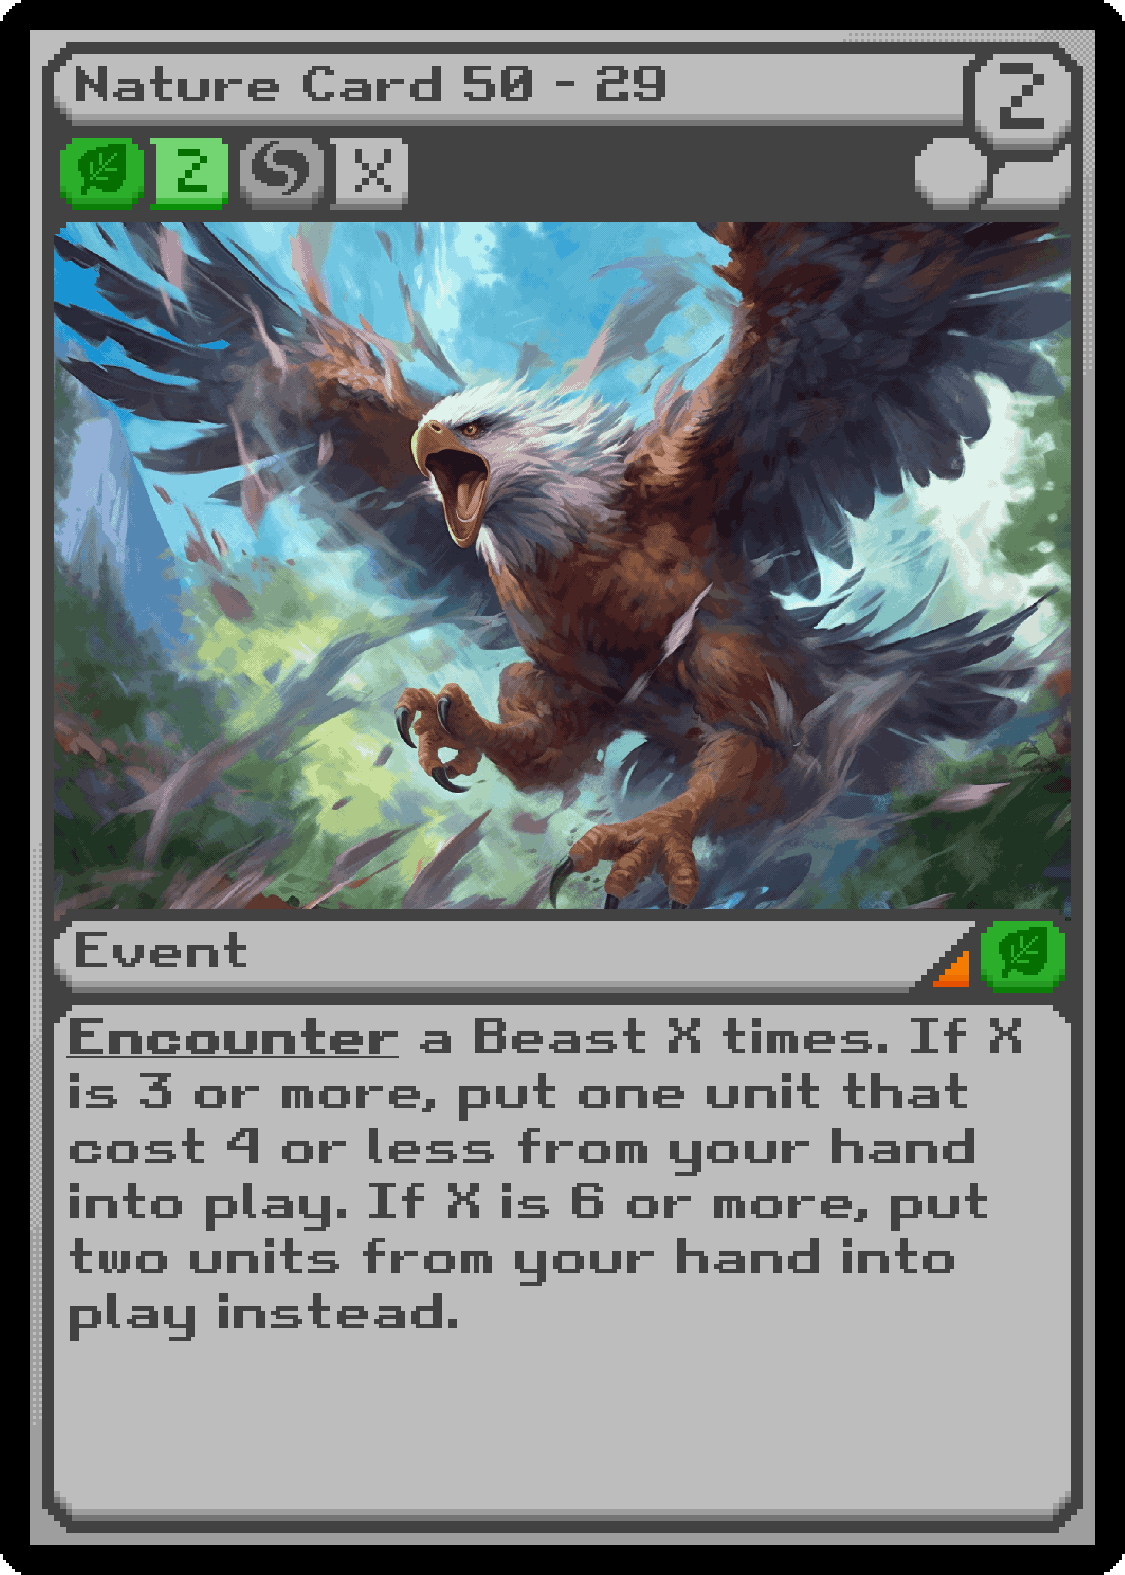 Nature Card 50 - 29
2
2 X
Event
Encounter a Beast X times. If X
is 3 or more, put one unit that
cost 4 or less from your hand
into play. If X is 6 or more, put
two units from your hand into
play instead.